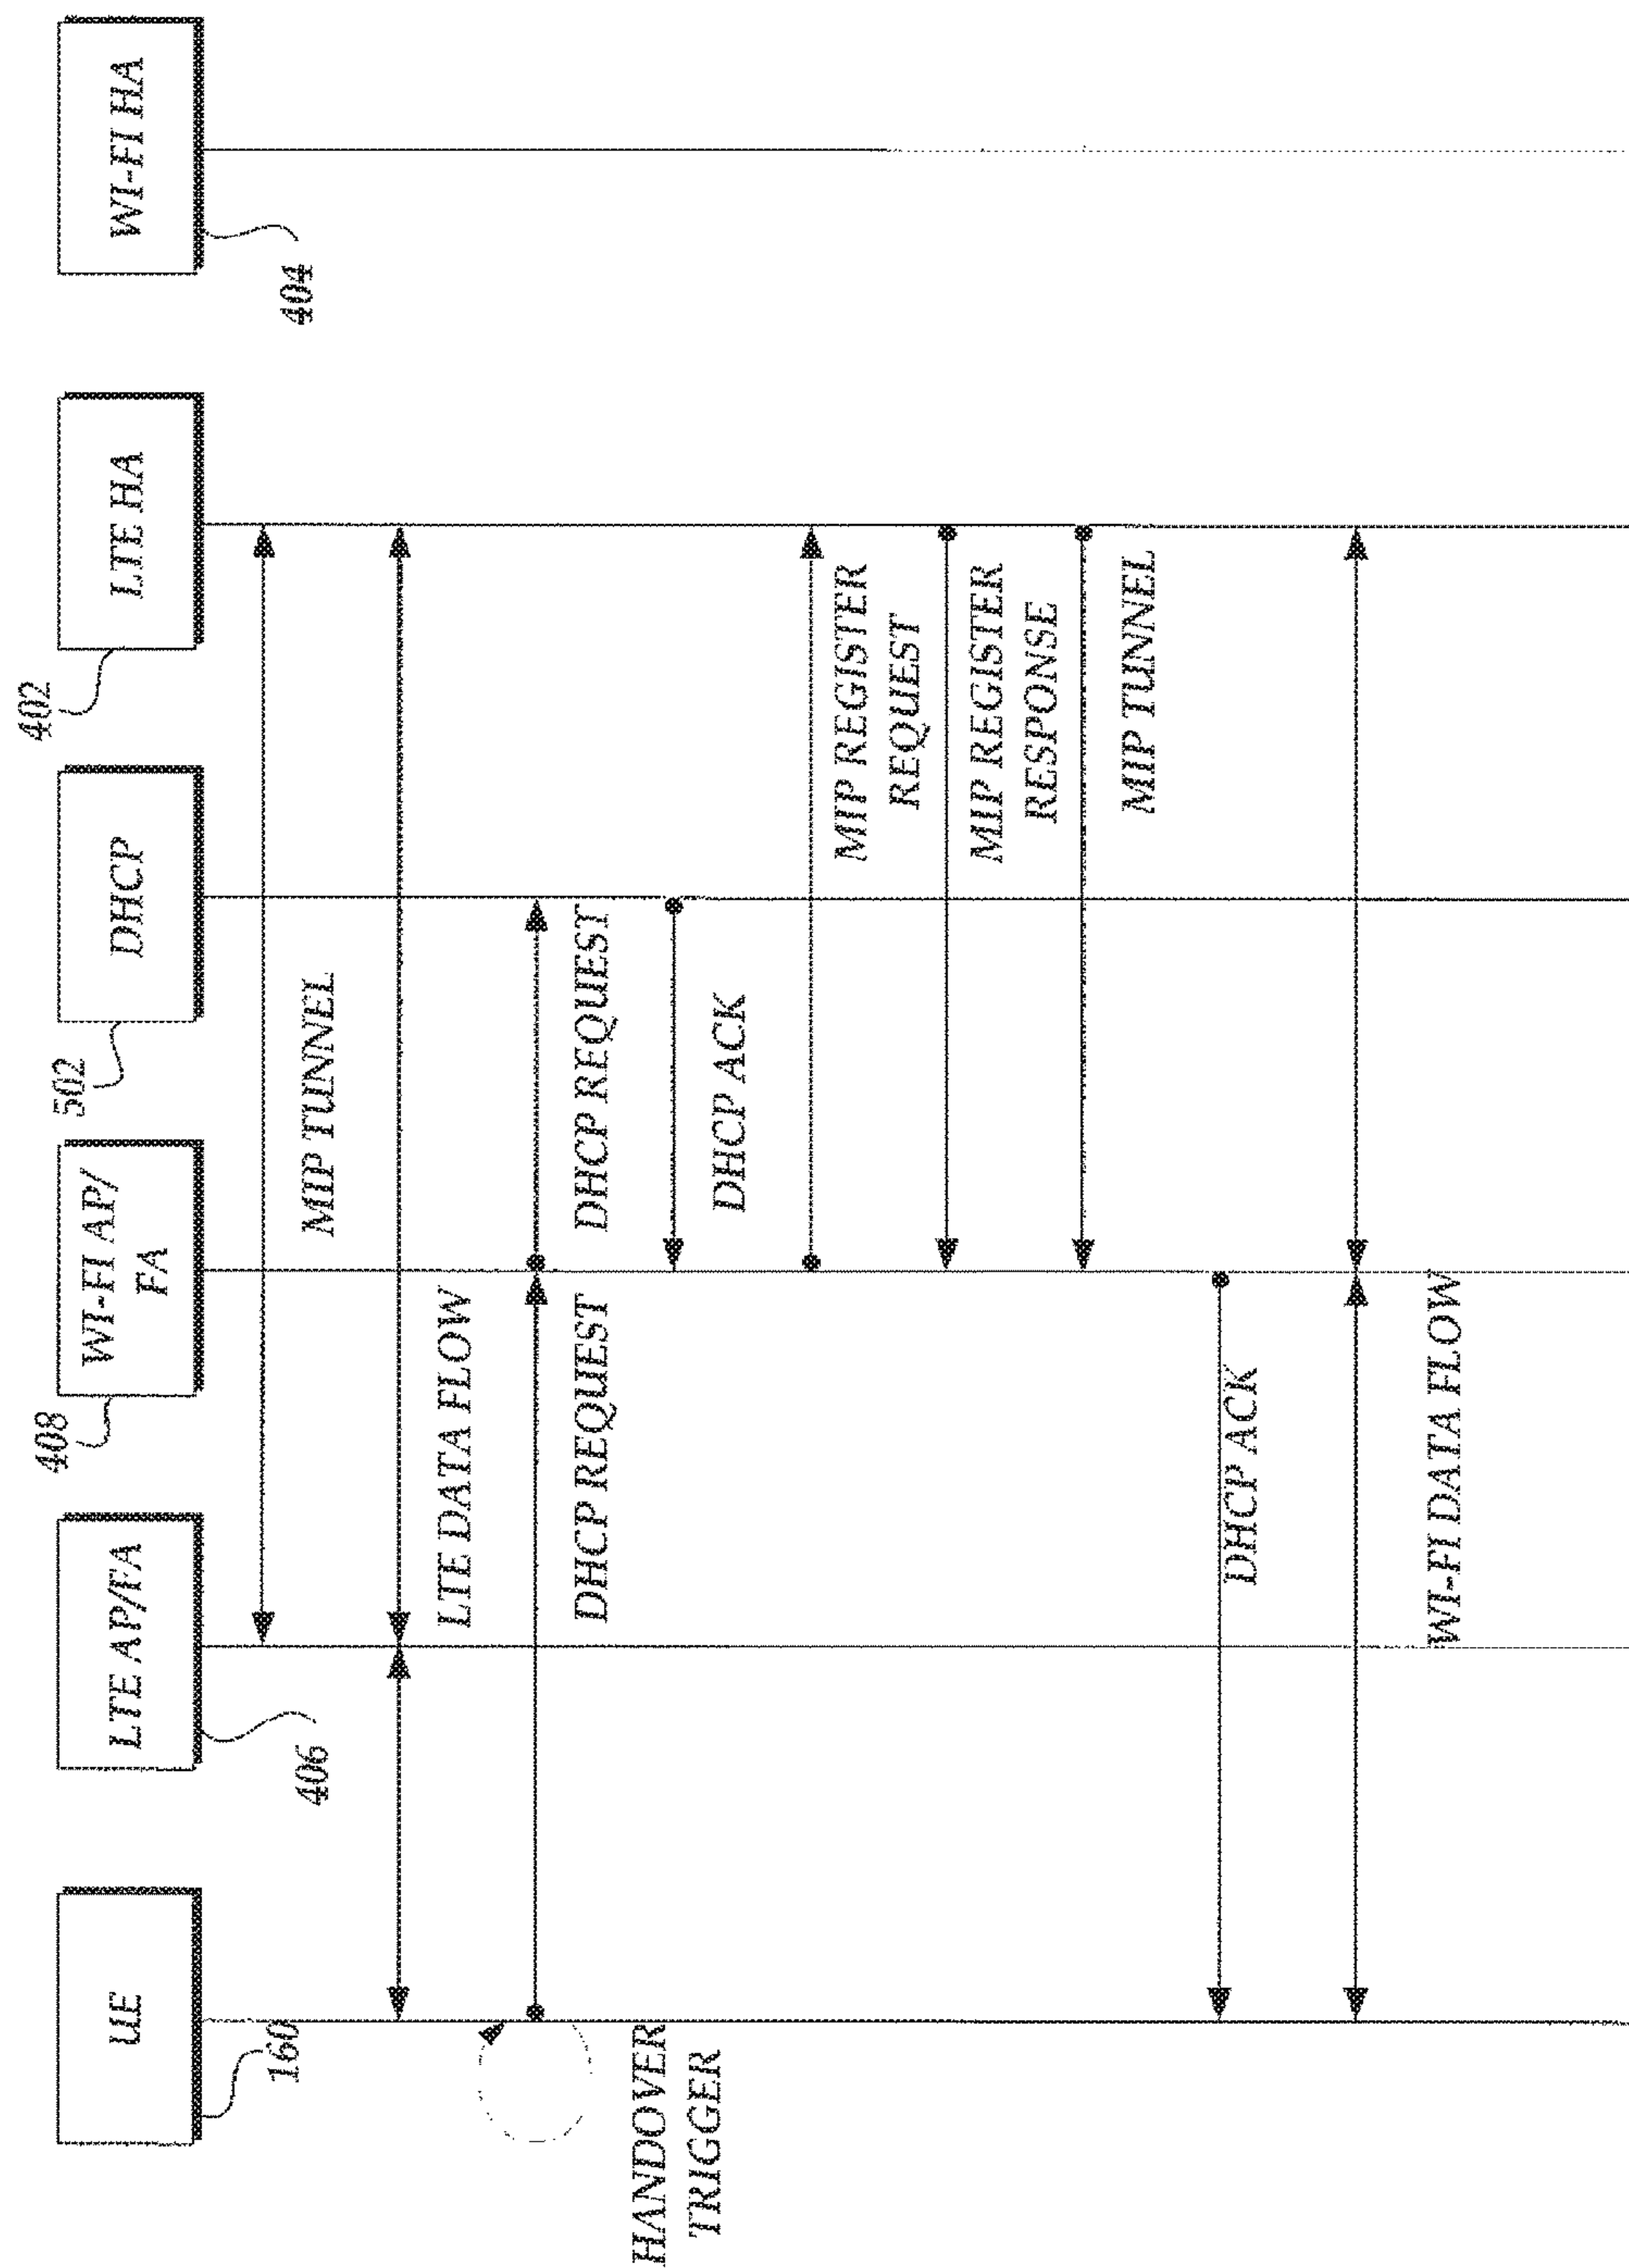 UE
160
LTE AP/FA
406
WI-FI AP/
FA
408
DHCP
502
LTE HA
402
WI-FI HA
404
MIP TUNNEL
LTE DATA FLOW
HANDOVER
TRIGGER
DHCP REQUEST
DHCP REQUEST
DHCP ACK
MIP REGISTER
REQUEST
MIP REGISTER
RESPONSE
MIP TUNNEL
DHCP ACK
WI-FI DATA FLOW